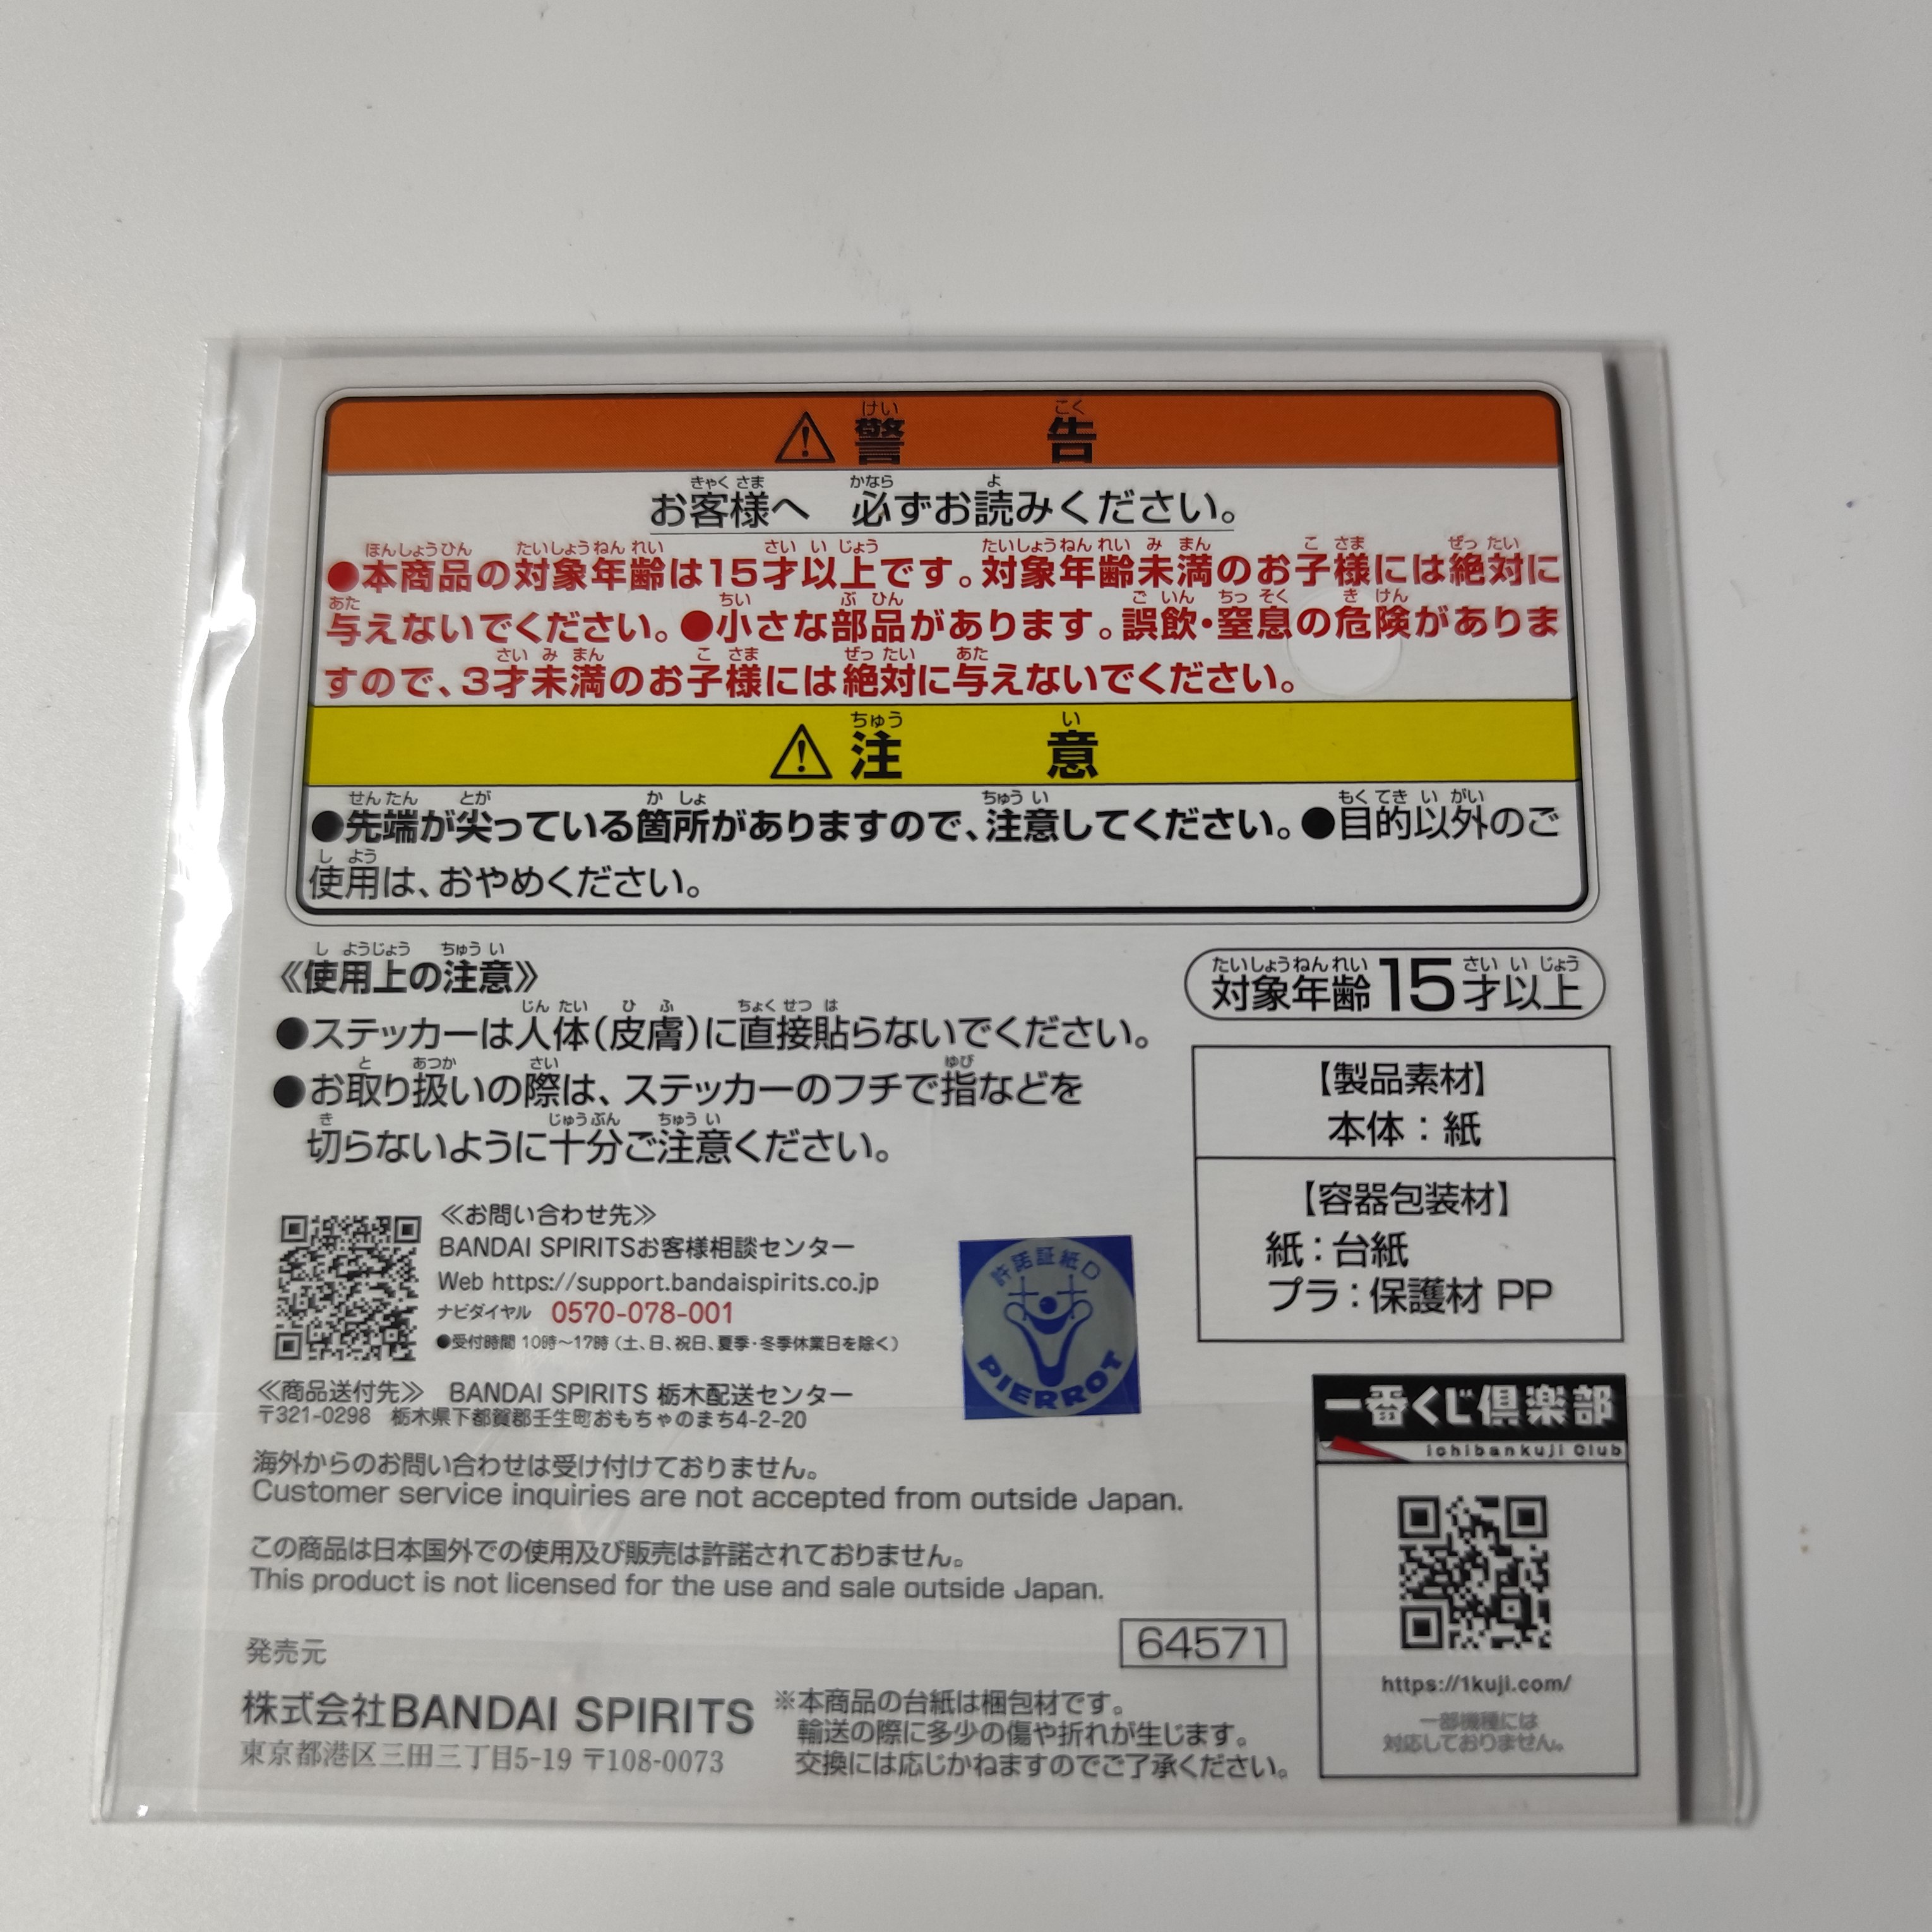 ⚠警告
お客様へ 必ずお読みください。
●本商品の対象年齢は15才以上です。対象年齢未満のお子様には絶対に
与えないでください。●小さな部品があります。誤飲・窒息の危険がありま
すので、3才未満のお子様には絶対に与えないでください。
⚠注意
●先端が尖っている箇所がありますので、注意してください。●目的以外のご
使用は、おやめください。
《使用上の注意》
●ステッカーは人体(皮膚)に直接貼らないでください。
●お取り扱いの際は、ステッカーのフチで指などを
切らないように十分ご注意ください。
対象年齢15才以上
【製品素材】
本体：紙
【容器包装材】
紙：台紙
プラ：保護材 PP
≪お問い合わせ先≫
BANDAI SPIRITSお客様相談センター
Web https://support.bandaispirits.co.jp
ナビダイヤル 0570-078-001
●受付時間 10時～17時（土、日、祝日、夏季・冬季休業日を除く）
許諾証紙D
PIERROT
≪商品送付先≫ BANDAI SPIRITS 栃木配送センター
〒321-0298 栃木県下都賀郡壬生町おもちゃのまち4-2-20
海外からのお問い合わせは受け付けておりません。
Customer service inquiries are not accepted from outside Japan.
この商品は日本国外での使用及び販売は許諾されておりません。
This product is not licensed for the use and sale outside Japan.
一番くじ倶楽部
ichibankuji Club
https://1kuji.com/
一部機種には
対応しておりません。
64571
発売元
株式会社BANDAI SPIRITS
東京都港区三田三丁目5-19 〒108-0073
※本商品の台紙は梱包材です。
輸送の際に多少の傷や折れが生じます。
交換には応じかねますのでご了承ください。